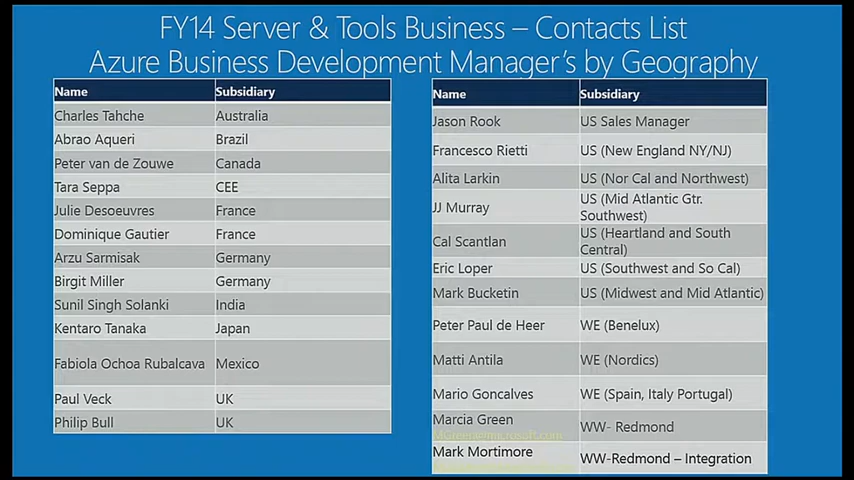 FY14 Server & Tools Business – Contacts List
Azure Business Development Manager's by Geography
Name Subsidiary
Charles Tahche Australia
Abrao Aqueri Brazil
Peter van de Zouwe Canada
Tara Seppa CEE
Julie Desoeuvres France
Dominique Gautier France
Arzu Sarmisak Germany
Birgit Miller Germany
Sunil Singh Solanki India
Kentaro Tanaka Japan
Fabiola Ochoa Rubalcava Mexico
Paul Veck UK
Philip Bull UK
Name Subsidiary
Jason Rook US Sales Manager
Francesco Rietti US (New England NY/NJ)
Alita Larkin US (Nor Cal and Northwest)
JJ Murray US (Mid Atlantic Gtr.
Southwest)
Cal Scantlan US (Heartland and South
Central)
Eric Loper US (Southwest and So Cal)
Mark Bucketin US (Midwest and Mid Atlantic)
Peter Paul de Heer WE (Benelux)
Matti Antila WE (Nordics)
Mario Goncalves WE (Spain, Italy Portugal)
Marcia Green WW- Redmond
Mark Mortimore WW-Redmond – Integration